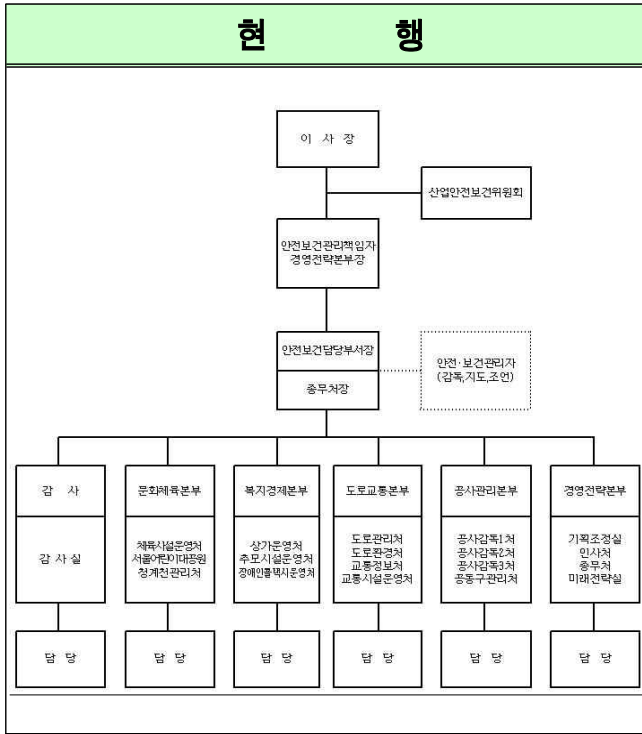 현 행
이 사 장
산업안전보건위원회
안전보건관리책임자
경영전략본부장
안전보건담당부서장
총무처장
안전·보건관리자
(감독,지도,조언)
감 사
감 사 실
담 당
문화체육본부
체육시설운영처
서울어린이대공원
청계천관리처
담 당
복지경제본부
상가운영처
추모시설운영처
장애인콜택시운영처
담 당
도로교통본부
도로관리처
도로환경처
교통정보처
교통시설운영처
담 당
공사관리본부
공사감독1처
공사감독2처
공사감독3처
공동구관리처
담 당
경영전략본부
기획조정실
인사처
총무처
미래전략실
담 당